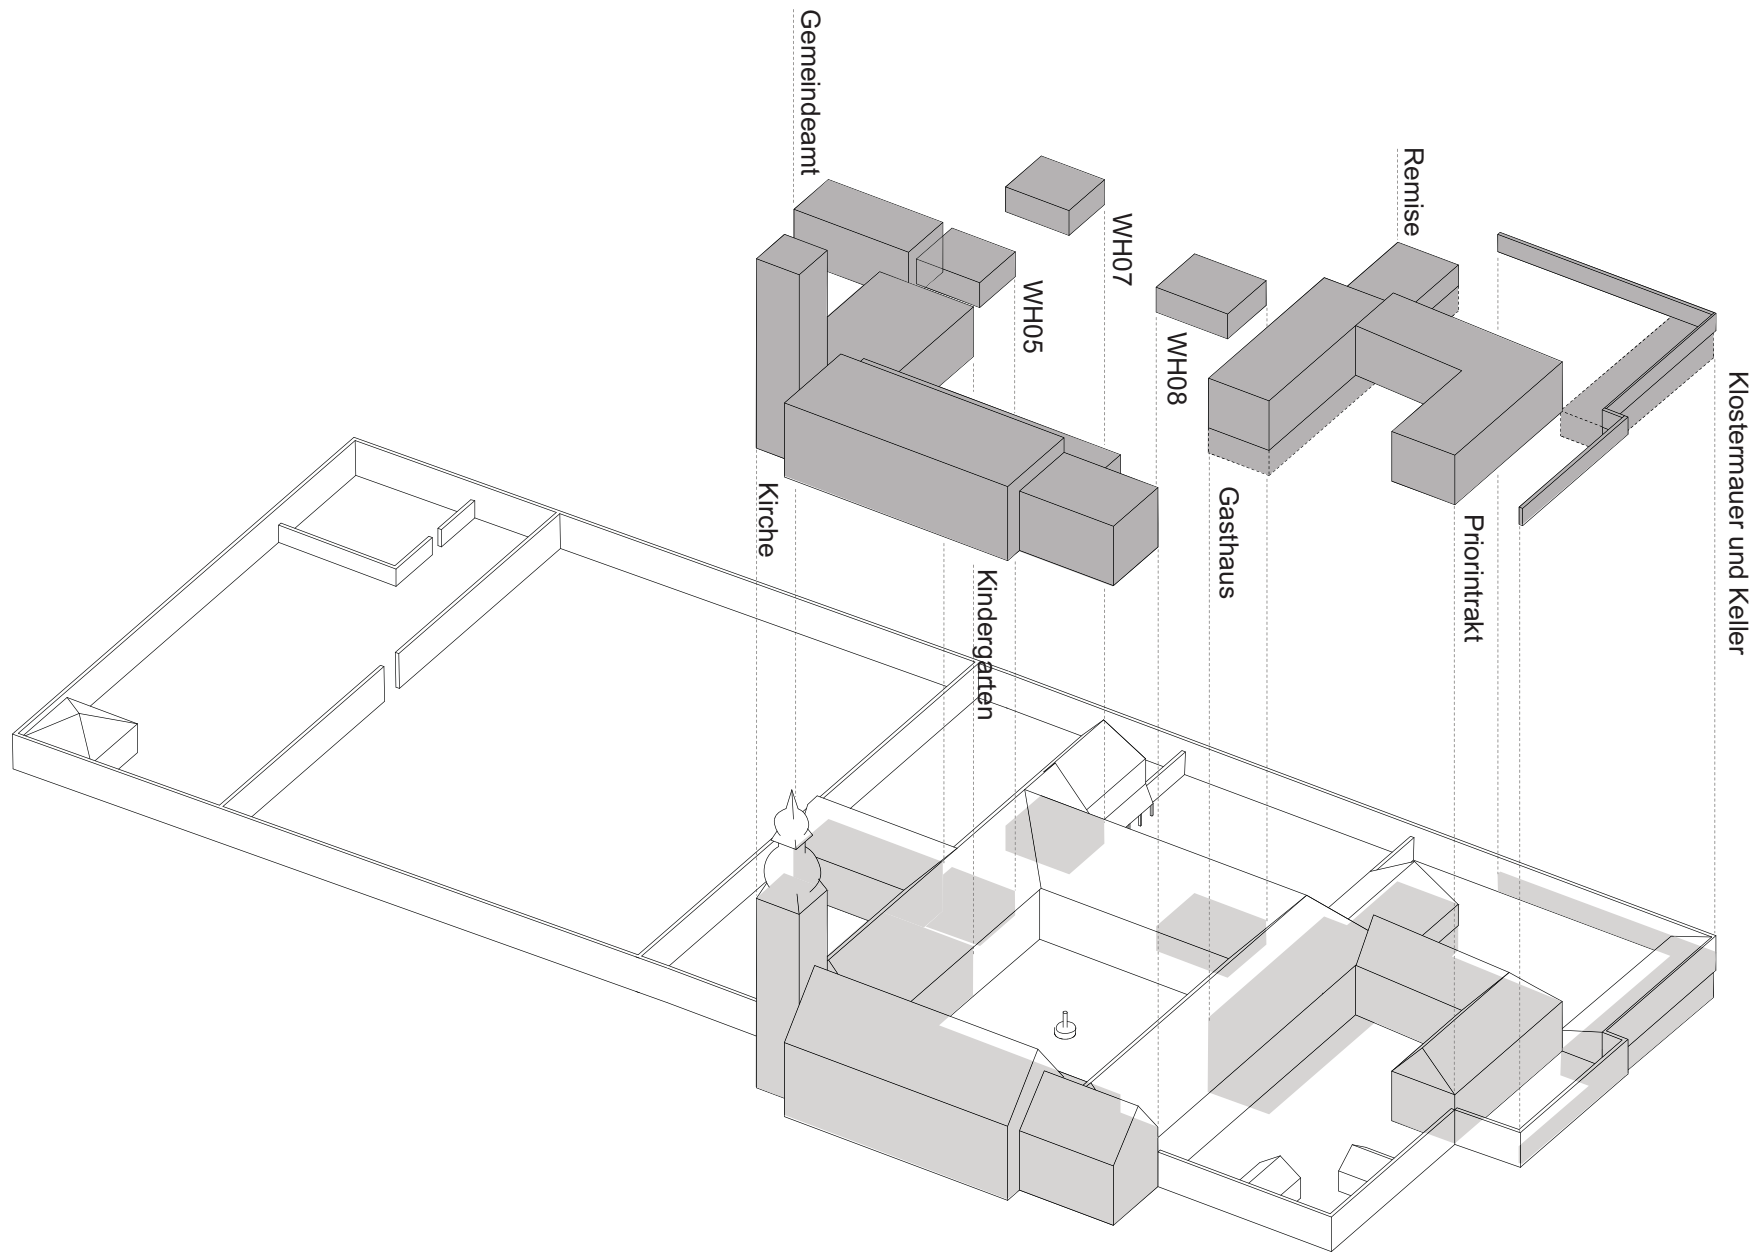 Gemeindeamt
WH07
WH05
Remise
WH08
Klostermauer und Keller
Kirche
Gasthaus
Priorintrakt
Kindergarten